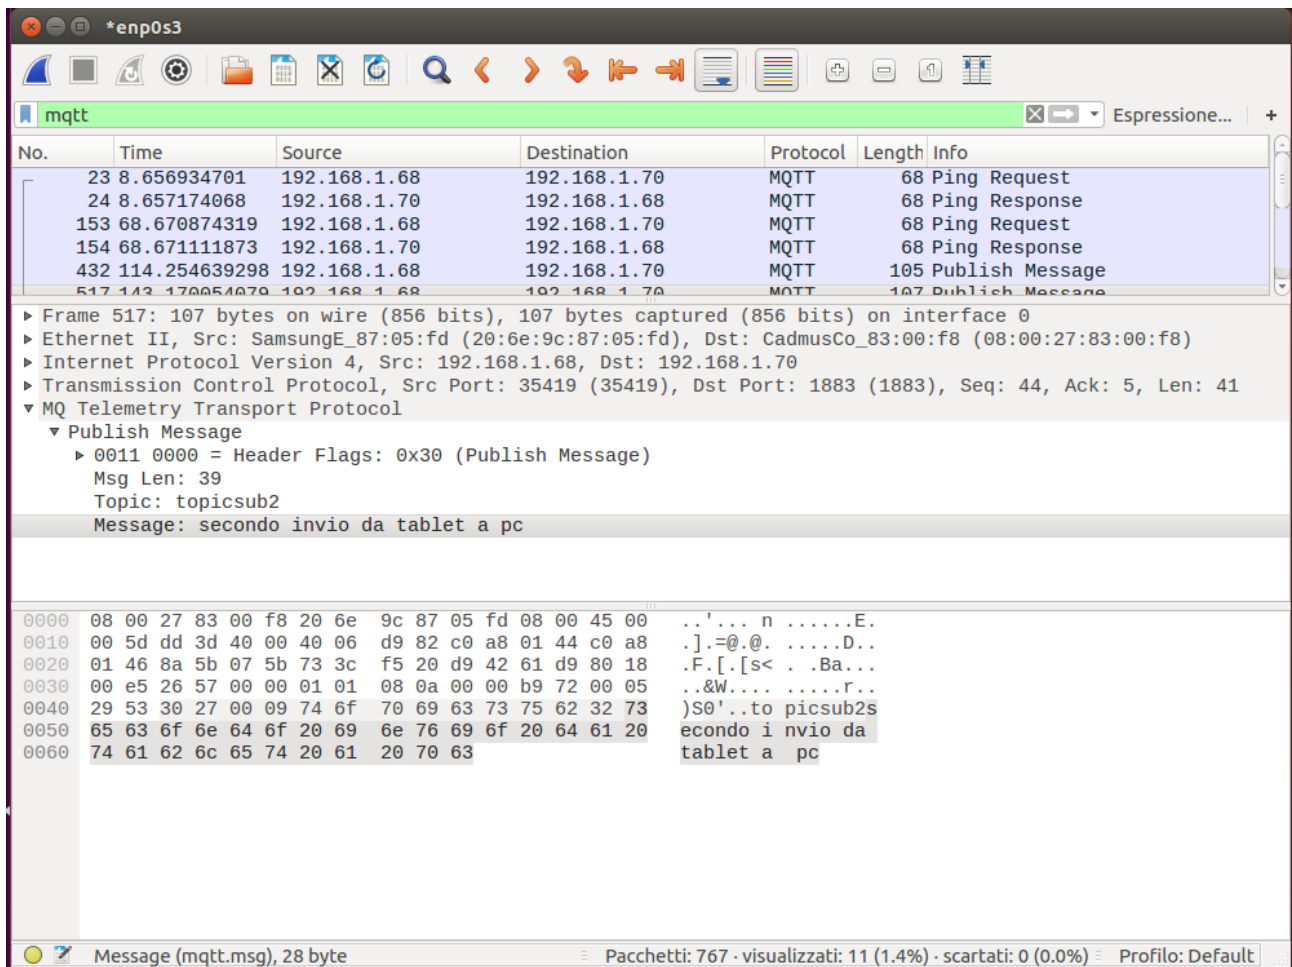 *enp0s3
mqtt
Espressione...
+
No. Time Source Destination Protocol Length Info
23 8.656934701 192.168.1.68 192.168.1.70 MQTT 68 Ping Request
24 8.657174068 192.168.1.70 192.168.1.68 MQTT 68 Ping Response
153 68.670874319 192.168.1.68 192.168.1.70 MQTT 68 Ping Request
154 68.671111873 192.168.1.70 192.168.1.68 MQTT 68 Ping Response
432 114.254639298 192.168.1.68 192.168.1.70 MQTT 105 Publish Message
517 143.170054079 192.168.1.68 192.168.1.70 MQTT 107 Publish Message
Frame 517: 107 bytes on wire (856 bits), 107 bytes captured (856 bits) on interface 0
Ethernet II, Src: SamsungE_87:05:fd (20:6e:9c:87:05:fd), Dst: CadmusCo_83:00:f8 (08:00:27:83:00:f8)
Internet Protocol Version 4, Src: 192.168.1.68, Dst: 192.168.1.70
Transmission Control Protocol, Src Port: 35419 (35419), Dst Port: 1883 (1883), Seq: 44, Ack: 5, Len: 41
MQ Telemetry Transport Protocol
Publish Message
0011 0000 = Header Flags: 0x30 (Publish Message)
Msg Len: 39
Topic: topicsub2
Message: secondo invio da tablet a pc
0000 08 00 27 83 00 f8 20 6e 9c 87 05 fd 08 00 45 00 ..'... n ......E.
0010 00 5d dd 3d 40 00 40 06 d9 82 c0 a8 01 44 c0 a8 .].=@.@. .....D..
0020 01 46 8a 5b 07 5b 73 3c f5 20 d9 42 61 d9 80 18 .F.[.[s< . .Ba...
0030 00 e5 26 57 00 00 01 01 08 0a 00 00 b9 72 00 05 ..&W.... .....r..
0040 29 53 30 27 00 09 74 6f 70 69 63 73 75 62 32 73 )S0'..to picsub2s
0050 65 63 6f 6e 64 6f 20 69 6e 76 69 6f 20 64 61 20 econdo i nvio da
0060 74 61 62 6c 65 74 20 61 20 70 63 tablet a pc
Message (mqtt.msg), 28 byte
Pacchetti: 767 · visualizzati: 11 (1.4%) · scartati: 0 (0.0%)
Profilo: Default